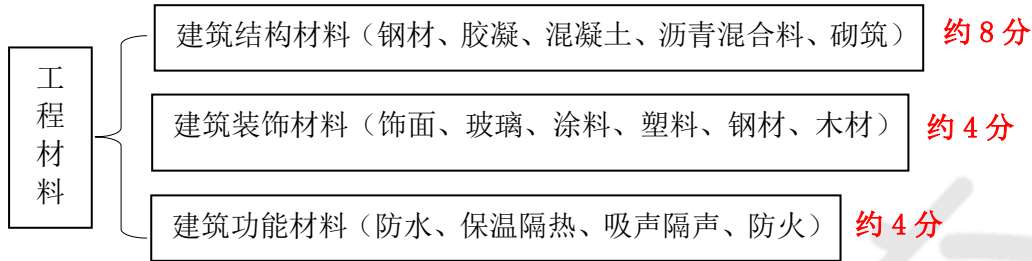 建筑结构材料（钢材、胶凝、混凝土、沥青混合料、砌筑） 约 8 分
工程材料
建筑装饰材料（饰面、玻璃、涂料、塑料、钢材、木材） 约 4 分
建筑功能材料（防水、保温隔热、吸声隔声、防火） 约 4 分